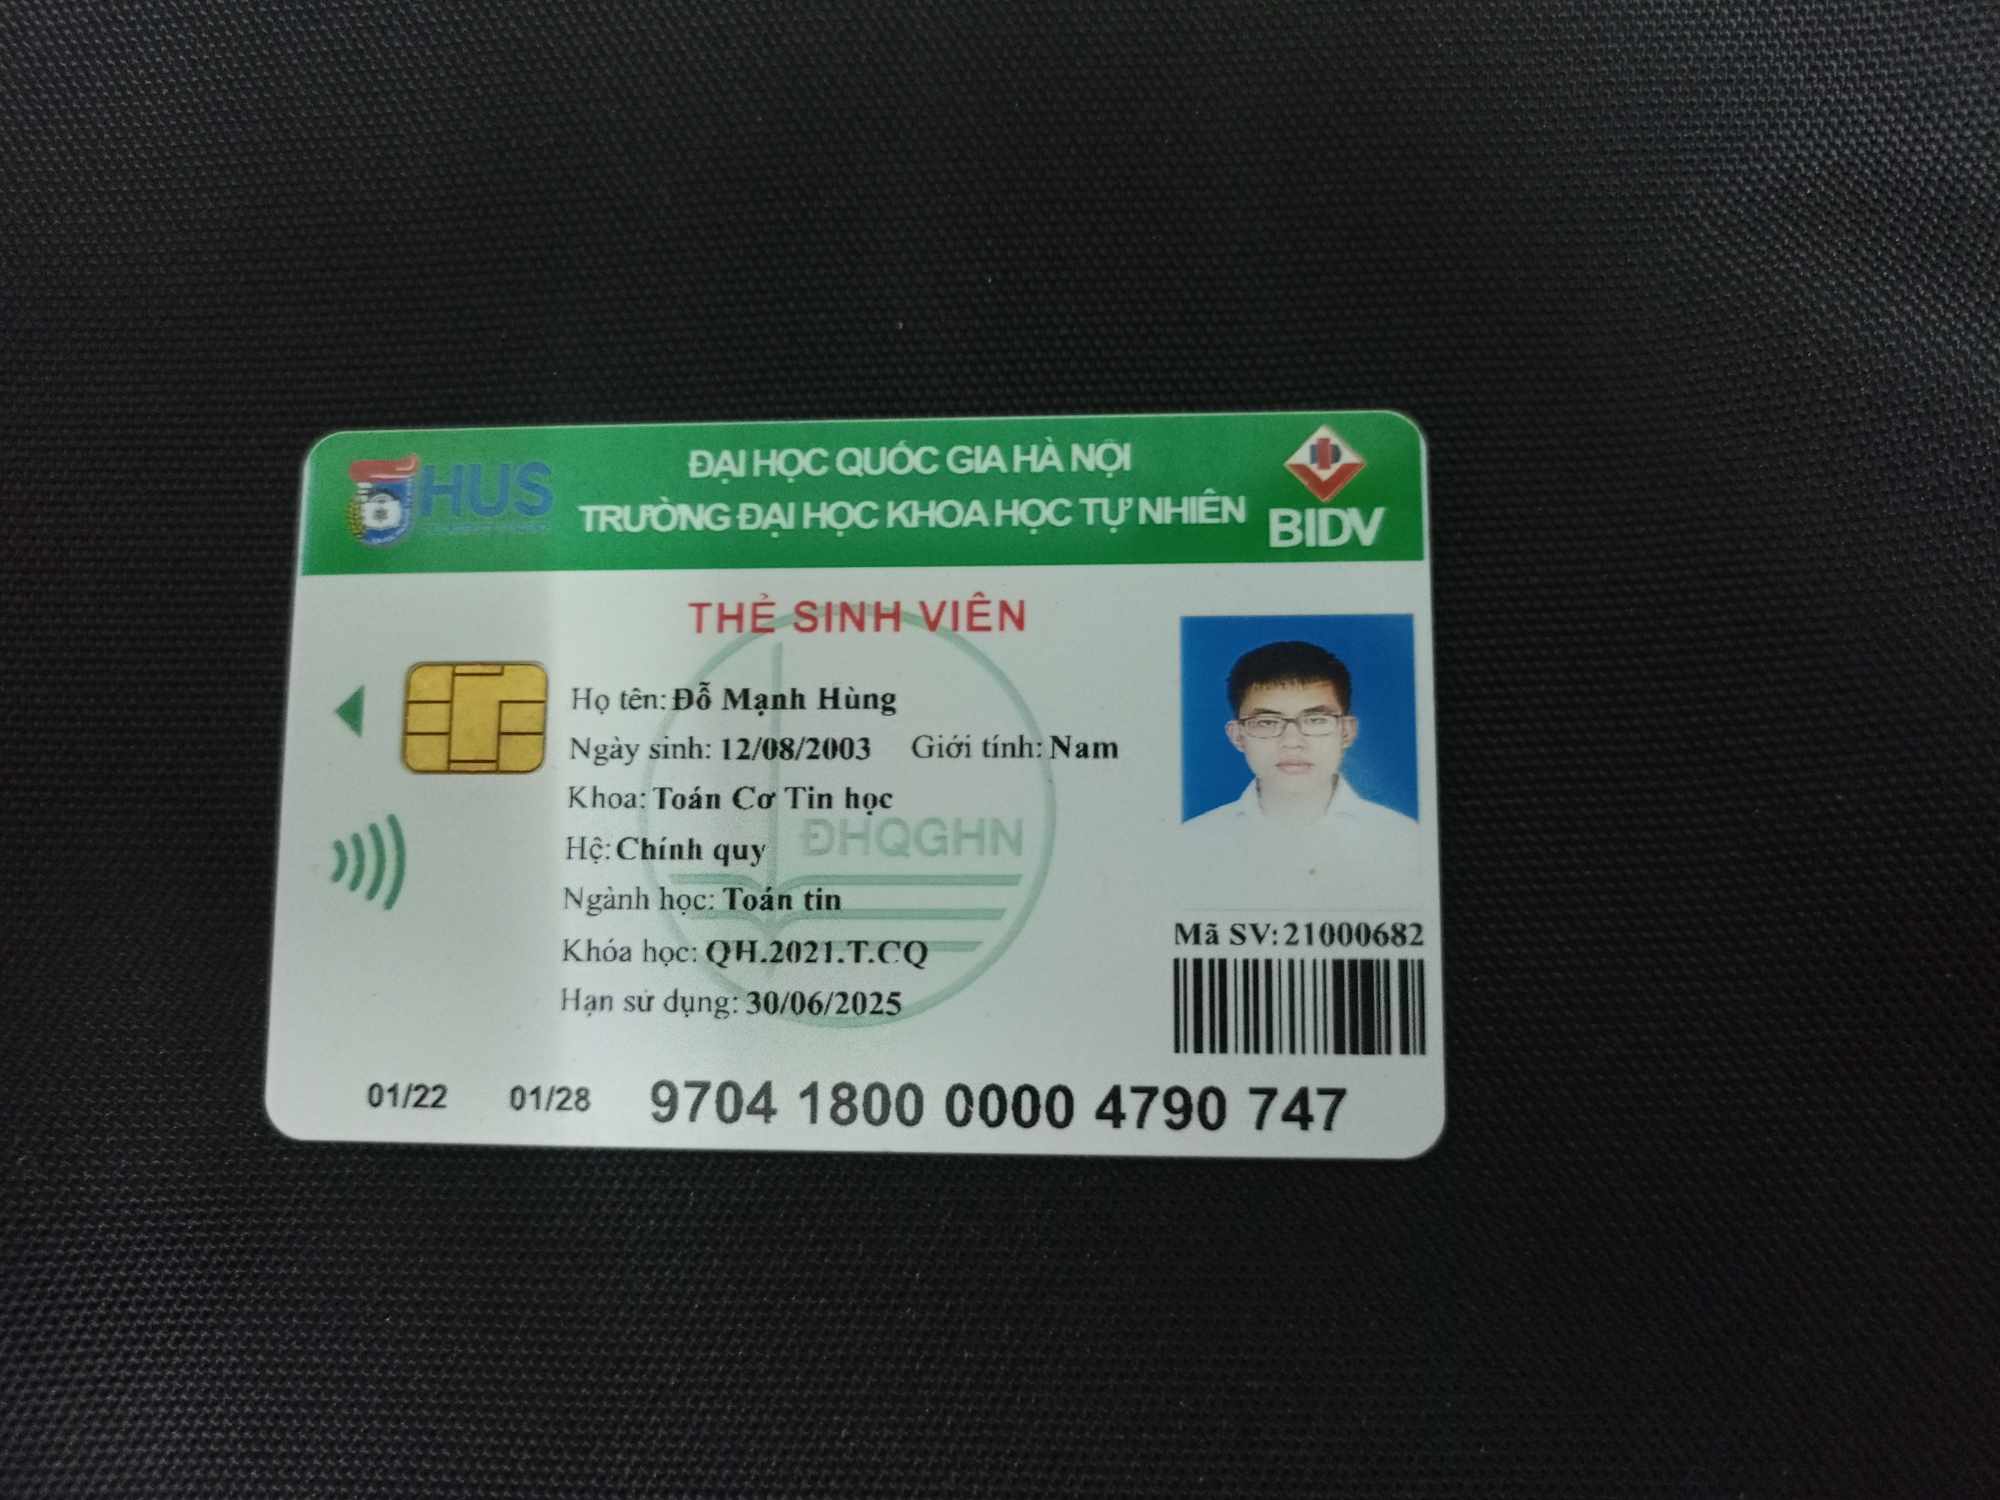 HUS
ĐẠI HỌC QUỐC GIA HÀ NỘI
TRƯỜNG ĐẠI HỌC KHOA HỌC TỰ NHIÊN
BIDV
THẺ SINH VIÊN
Họ tên: Đỗ Mạnh Hùng
Ngày sinh: 12/08/2003 Giới tính: Nam
Khoa: Toán Cơ Tin học
ĐHQGHN
Hệ: Chính quy
Ngành học: Toán tin
Khóa học: QH.2021.T.CQ
Hạn sử dụng: 30/06/2025
Mã SV: 21000682
01/22 01/28 9704 1800 0000 4790 747